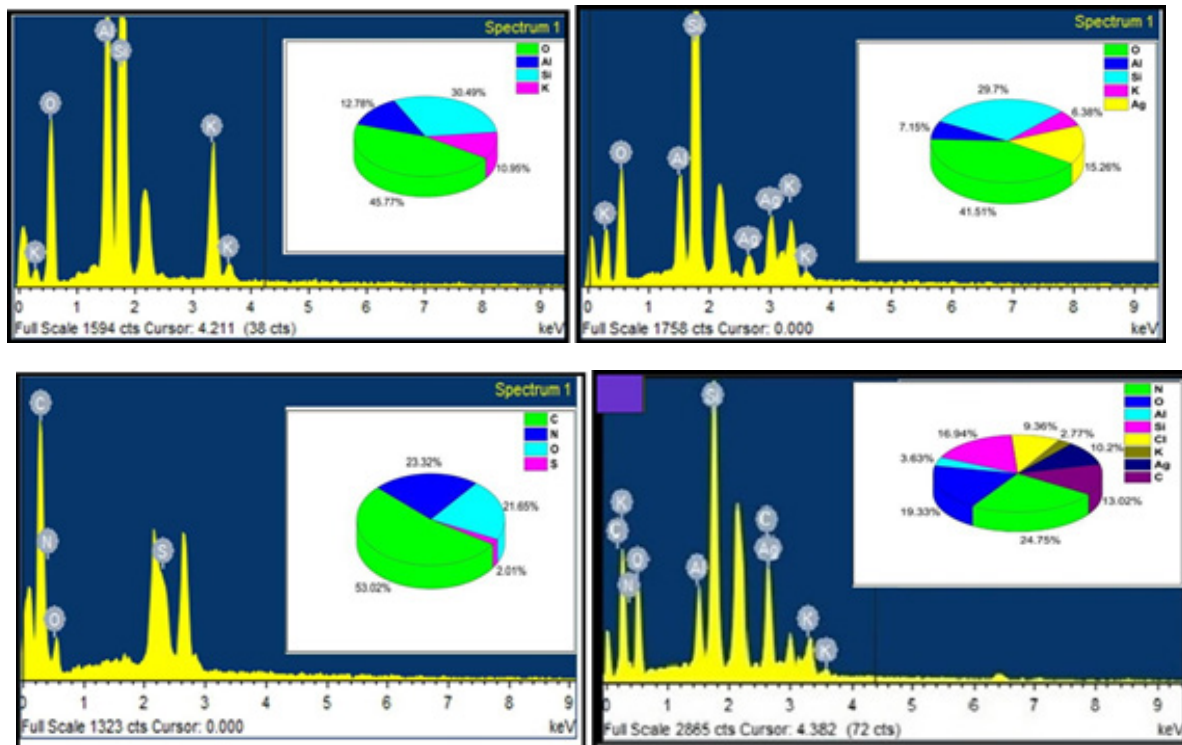 Spectrum 1
O
Al
Si
K
12.78%
30.49%
10.95%
45.77%
Al
Si
O
K
K
K
0 1 2 3 4 5 6 7 8 9
Full Scale 1594 cts Cursor: 4.211 (38 cts) keV
Spectrum 1
O
Al
Si
K
Ag
29.7%
6.38%
7.15%
15.26%
41.51%
Si
O
Al
K
Ag
K
Ag
K
0 1 2 3 4 5 6 7 8 9
Full Scale 1758 cts Cursor: 0.000 keV
Spectrum 1
C
N
O
S
23.32%
21.65%
2.01%
53.02%
C
N
S
O
0 1 2 3 4 5 6 7 8 9
Full Scale 1323 cts Cursor: 0.000 keV
N
O
Al
Si
Cl
K
Ag
C
16.94%
9.36%
2.77%
10.2%
3.63%
13.02%
19.33%
24.75%
Si
K
C
C
Ag
O
N
Al
K
K
0 1 2 3 4 5 6 7 8 9
Full Scale 2865 cts Cursor: 4.382 (72 cts) keV